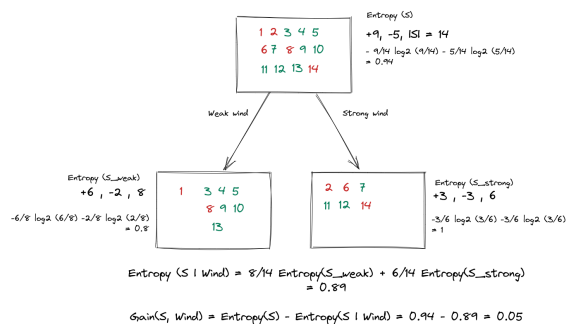 Entropy (S)
+9, -5, |S| = 14
- 9/14 log2 (9/14) - 5/14 log2 (5/14)
= 0.94
1 2 3 4 5
6 7 8 9 10
11 12 13 14
Weak wind
Strong wind
Entropy (S_weak)
+6 , -2 , 8
-6/8 log2 (6/8) -2/8 log2 (2/8)
= 0.8
1 3 4 5
8 9 10
13
2 6 7
11 12 14
Entropy (S_strong)
+3 , -3 , 6
-3/6 log2 (3/6) -3/6 log2 (3/6)
= 1
Entropy (S | Wind) = 8/14 Entropy(S_weak) + 6/14 Entropy(S_strong)
= 0.89
Gain(S, Wind) = Entropy(S) - Entropy(S | Wind) = 0.94 - 0.89 = 0.05